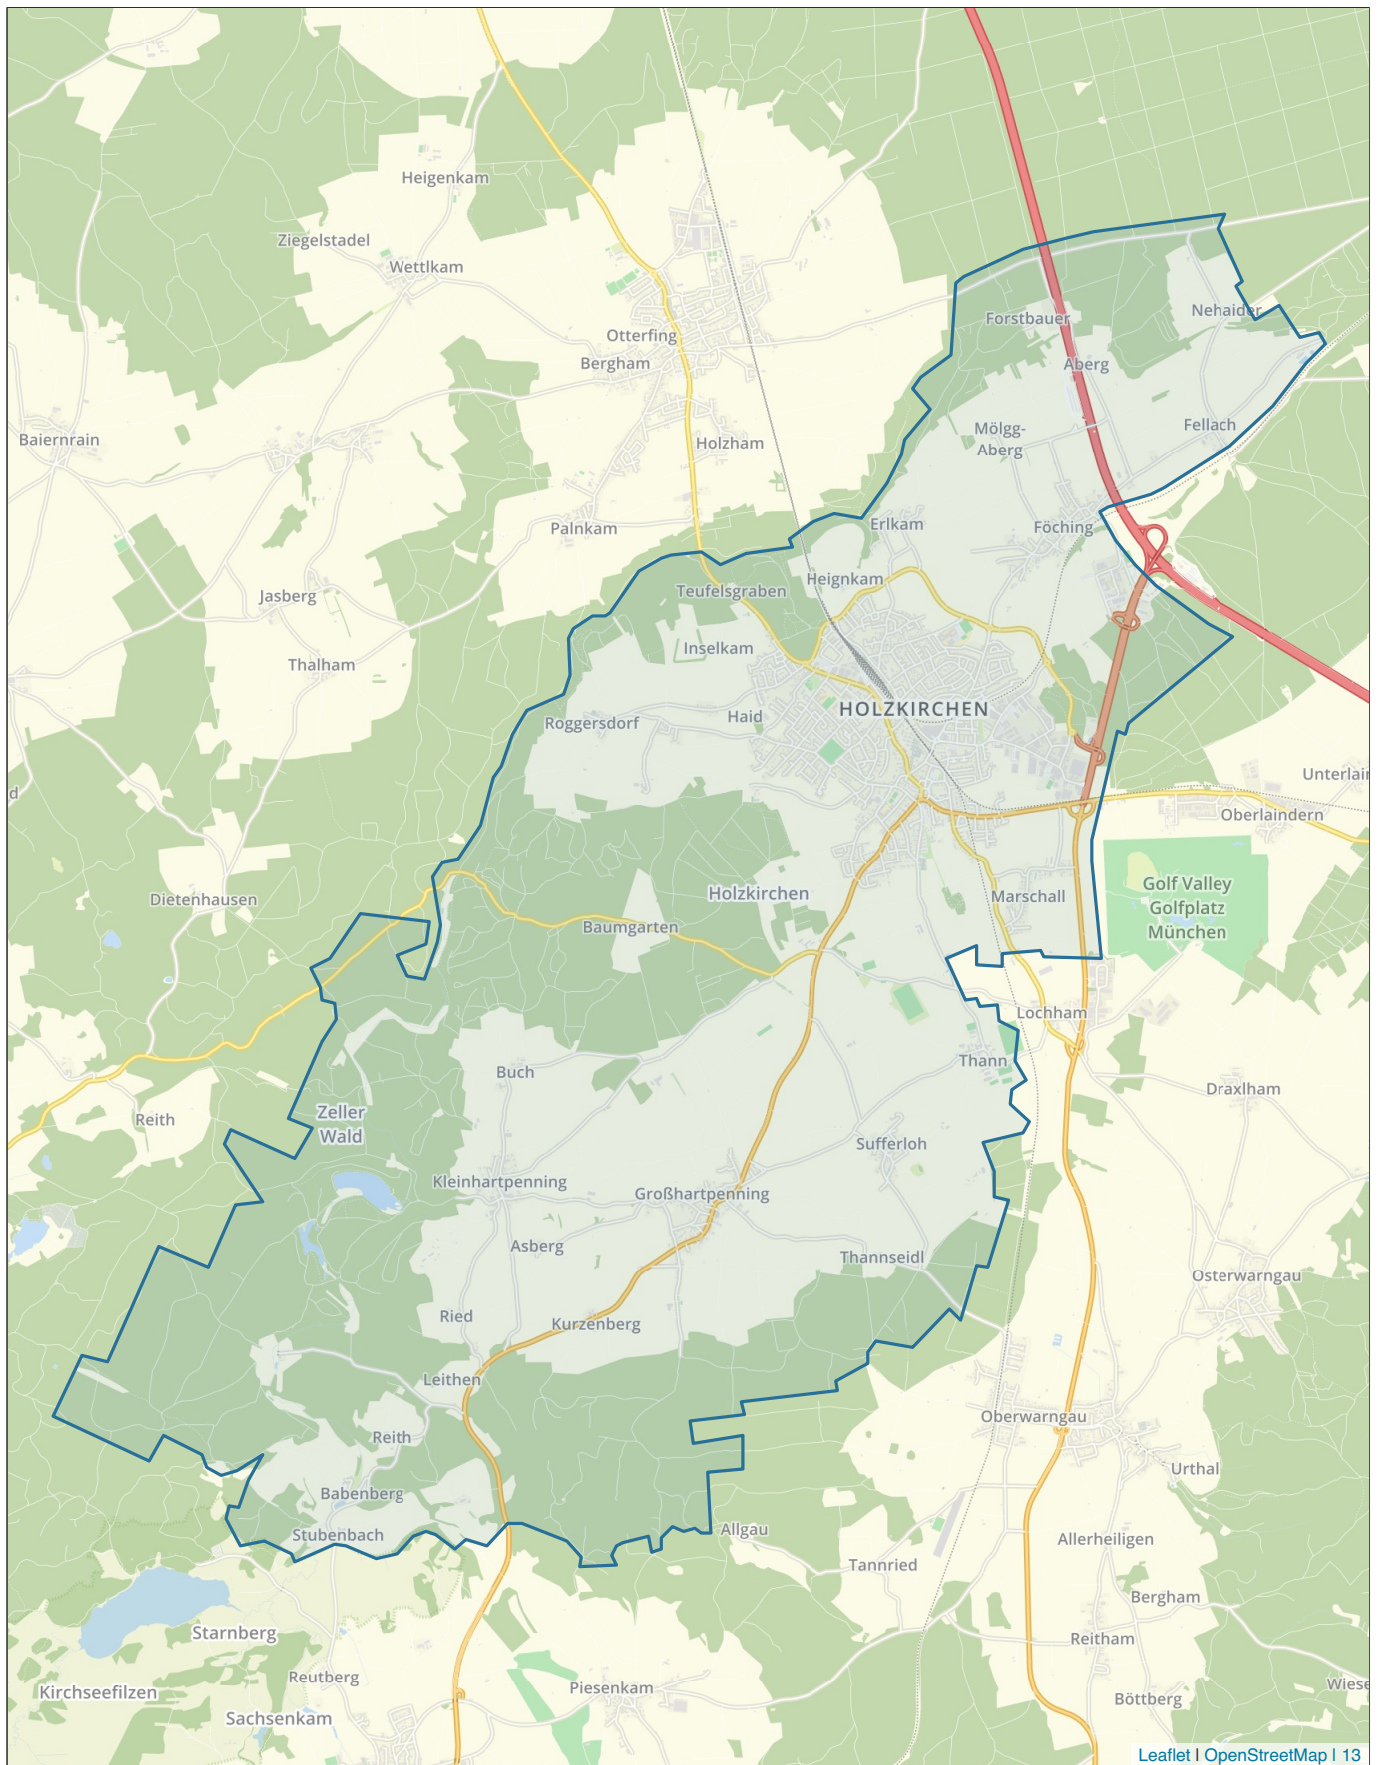 Heigenkam
Ziegelstadel
Wettlkam
Nehaider
Forstbauer
Otterfing
Bergham
Aberg
Baiernrain
Holzham
Mölgg-
Aberg
Fellach
Palnkam
Erlkam
Föching
Jasberg
Teufelsgraben
Heignkam
Thalham
Inselkam
Roggersdorf
Haid
HOLZKIRCHEN
d
Unterlair
Oberlaindern
Dietenhausen
Holzkirchen
Marschall
Golf Valley
Golfplatz
München
Baumgarten
Lochham
Buch
Thann
Draxlham
Reith
Zeller
Wald
Sufferloh
Kleinhartpenning
Großhartpenning
Asberg
Thannseidl
Osterwarngau
Ried
Kurzenberg
Leithen
Oberwarngau
Reith
Urthal
Babenberg
Stubenbach
Allgau
Allerheiligen
Tannried
Bergham
Starnberg
Reitham
Reutberg
Piesenkam
Wiese
Kirchseefilzen
Böttberg
Sachsenkam
Leaflet | OpenStreetMap | 13